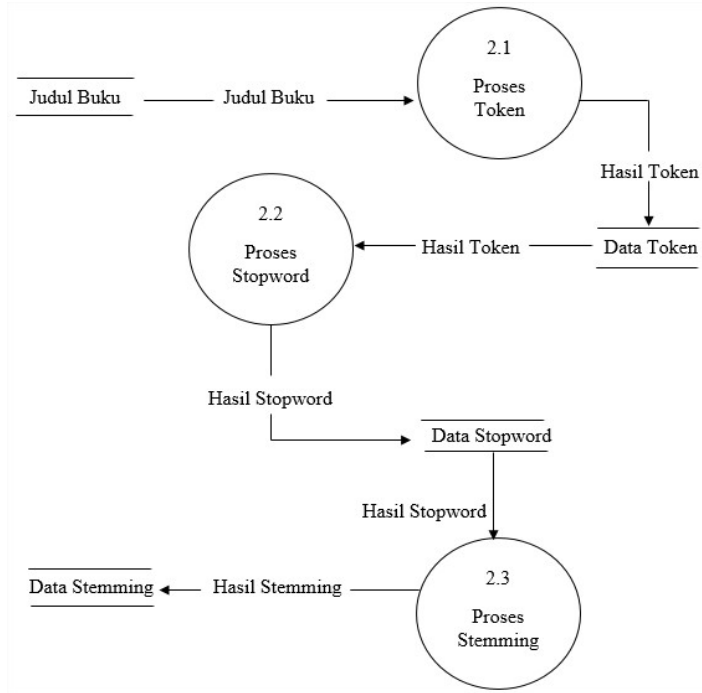 2.1
Proses
Token
Judul Buku
Judul Buku
Hasil Token
2.2
Proses
Stopword
Hasil Token
Data Token
Hasil Stopword
Data Stopword
Hasil Stopword
2.3
Proses
Stemming
Data Stemming
Hasil Stemming